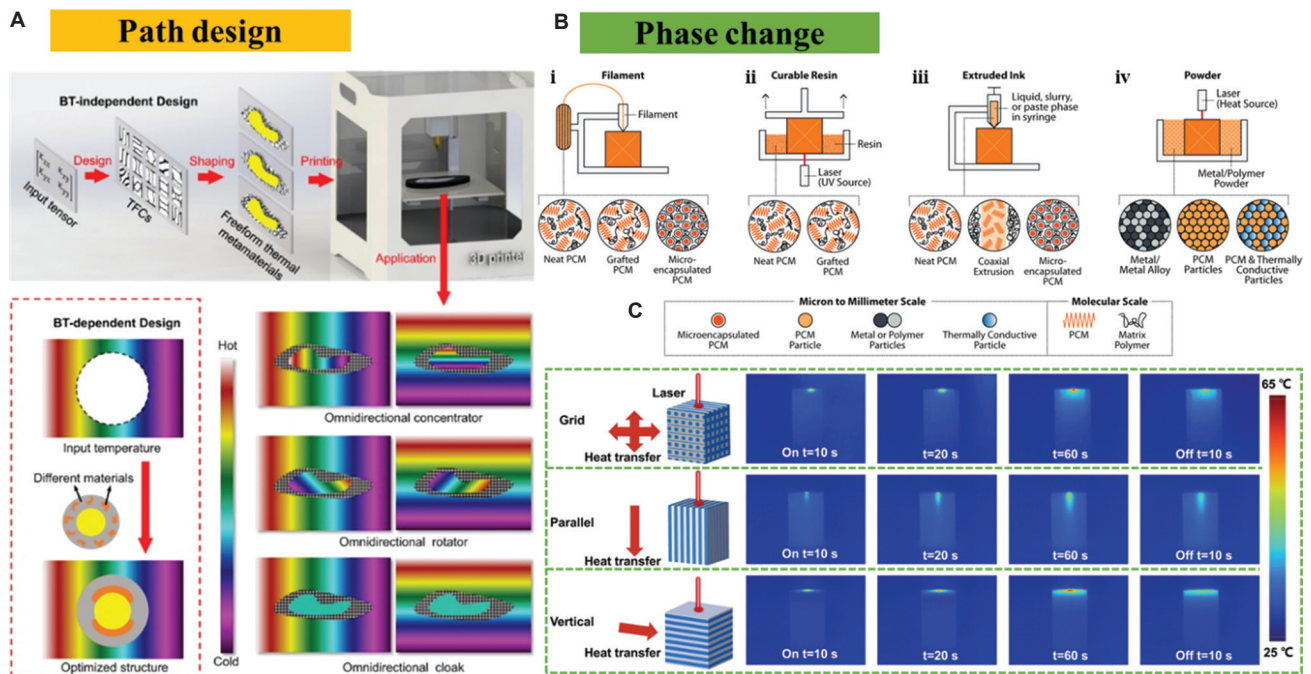 A
Path design
BT-independent Design
Design
Shaping
Printing
Input tensor
TFCs
Freeform thermal
metamaterials
Application
3D printer
BT-dependent Design
Input temperature
Different materials
Optimized structure
Hot
Cold
Omnidirectional concentrator
Omnidirectional rotator
Omnidirectional cloak
B
Phase change
i
Filament
Filament
Neat PCM
Grafted
PCM
Micro-
encapsulated
PCM
ii
Curable Resin
Resin
Laser
(UV Source)
Neat PCM
Grafted
PCM
iii
Extruded Ink
Liquid, slurry,
or paste phase
in syringe
Neat PCM
Coaxial
Extrusion
Micro-
encapsulated
PCM
iv
Powder
Laser
(Heat Source)
Metal/Polymer
Powder
Metal/
Metal Alloy
PCM
Particles
PCM & Thermally
Conductive Particles
C
Micron to Millimeter Scale
Microencapsulated
PCM
PCM
Particle
Metal or Polymer
Particles
Thermally Conductive
Particle
Molecular Scale
PCM
Matrix
Polymer
Grid
Laser
Heat transfer
On t=10 s
t=20 s
t=60 s
Off t=10 s
Parallel
Heat transfer
On t=10 s
t=20 s
t=60 s
Off t=10 s
Vertical
Heat transfer
On t=10 s
t=20 s
t=60 s
Off t=10 s
65 ℃
25 ℃